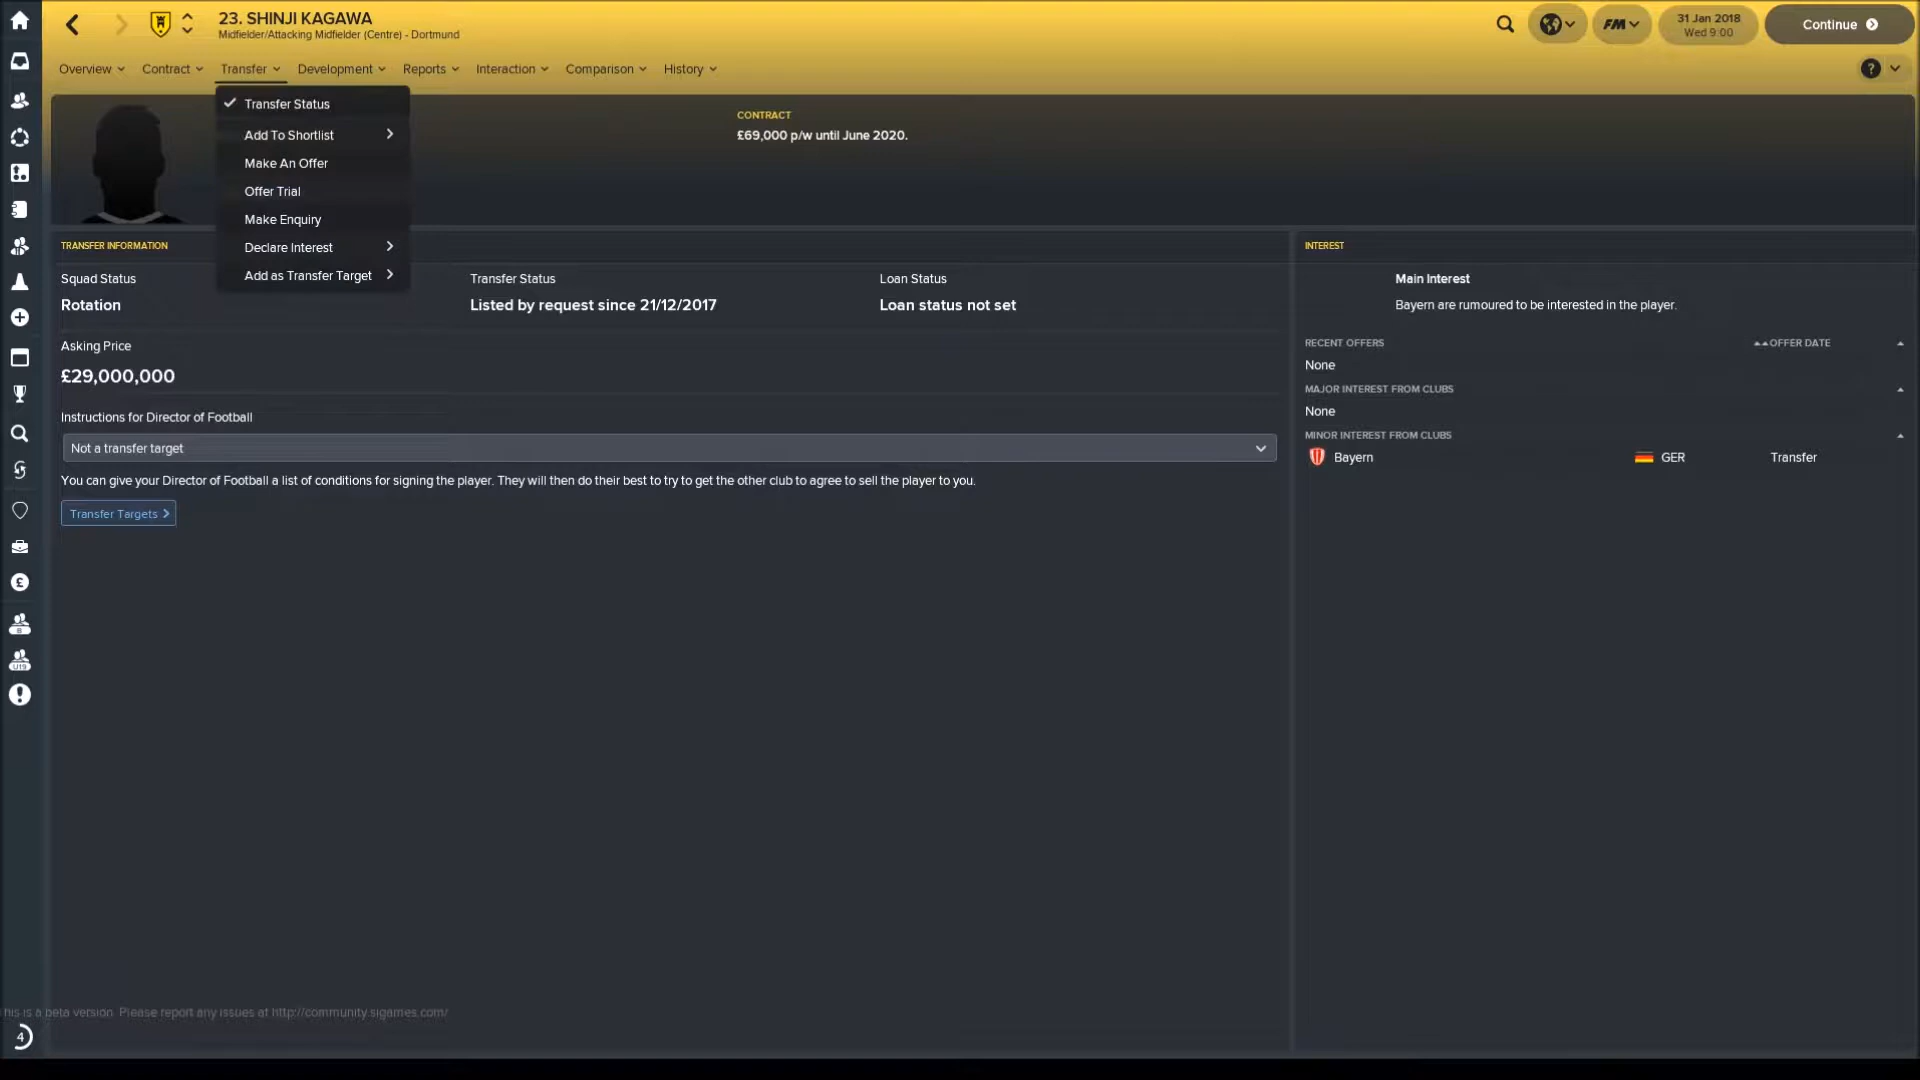 23. SHINJI KAGAWA
Midfielder/Attacking Midfielder (Centre) - Dortmund
FM
31 Jan 2018
Wed 9:00
Continue
Overview
Contract
Transfer
Development
Reports
Interaction
Comparison
History
?
Transfer Status
Add To Shortlist
Make An Offer
Offer Trial
Make Enquiry
Declare Interest
Add as Transfer Target
CONTRACT
£69,000 p/w until June 2020.
TRANSFER INFORMATION
Squad Status
Rotation
Transfer Status
Listed by request since 21/12/2017
Loan Status
Loan status not set
Asking Price
£29,000,000
Instructions for Director of Football
Not a transfer target
You can give your Director of Football a list of conditions for signing the player. They will then do their best to try to get the other club to agree to sell the player to you.
Transfer Targets
INTEREST
Main Interest
Bayern are rumoured to be interested in the player.
RECENT OFFERS
OFFER DATE
None
MAJOR INTEREST FROM CLUBS
None
MINOR INTEREST FROM CLUBS
Bayern
GER
Transfer
£
B
U19
his is a beta version. Please report any issues at http://community.sigames.com/
4